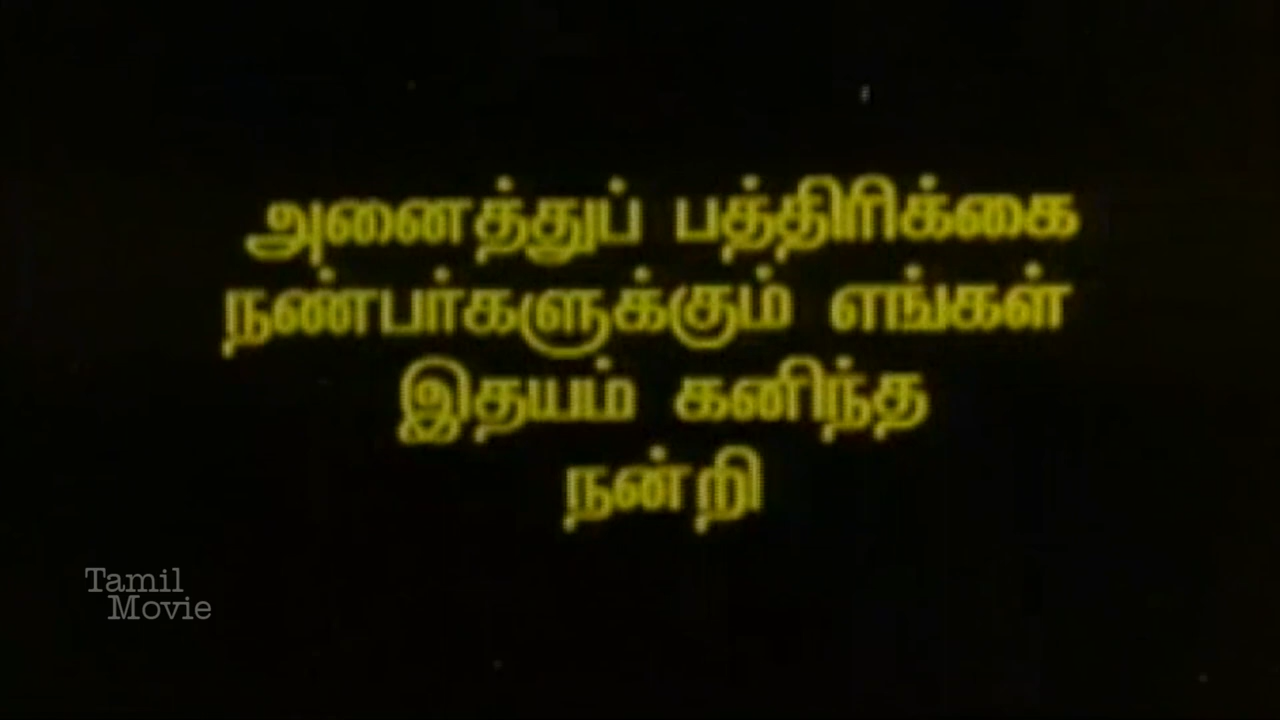 அனைத்துப் பத்திரிக்கை
நண்பர்களுக்கும் எங்கள்
இதயம் கனிந்த
நன்றி
Tamil
Movie